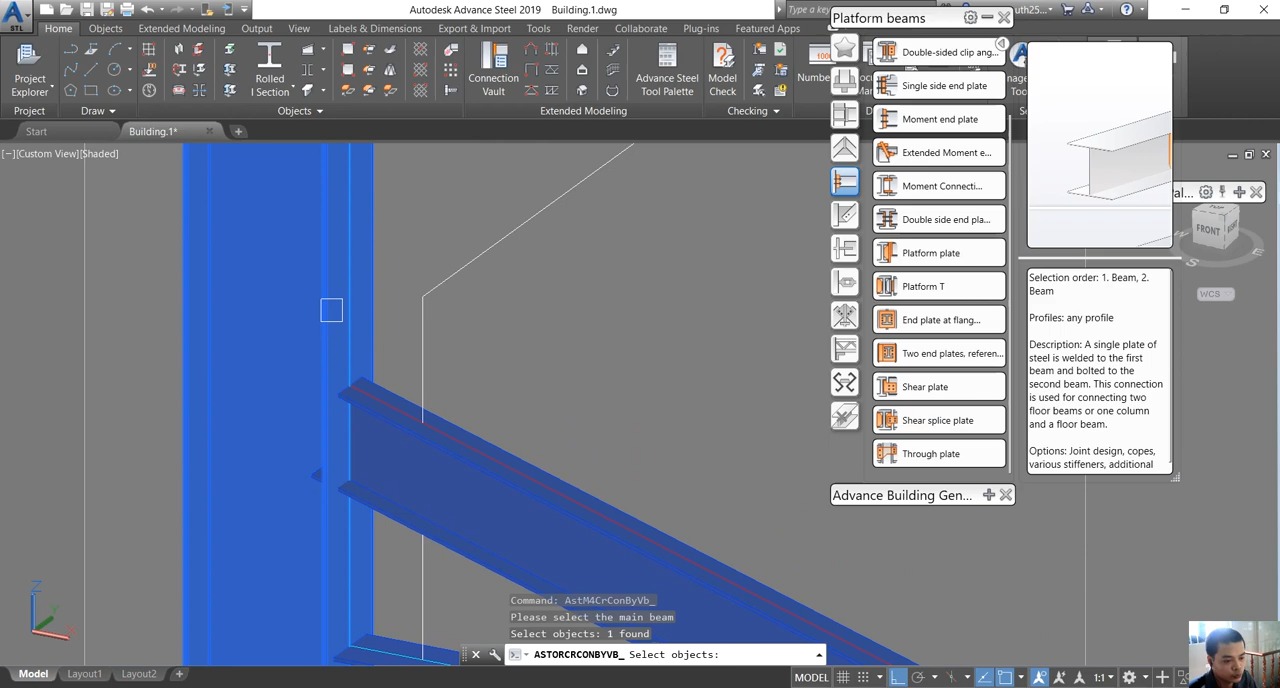 Autodesk Advance Steel 2019 Building.1.dwg
STL
Home Objects Extended Modeling Output View Labels & Dimensions Export & Import Tools Render Collaborate Plug-ins Featured Apps
Project
Explorer
Project
Draw
Rolled
I Section
Objects
Connection
Vault
Extended Modeling
Advance Steel
Tool Palette
Model
Check
Checking
Start
Building.1*
[−][Custom View][Shaded]
Platform beams
Double-sided clip ang...
Single side end plate
Moment end plate
Extended Moment e...
Moment Connecti...
Double side end pla...
Platform plate
Platform T
End plate at flang...
Two end plates, referen...
Shear plate
Shear splice plate
Through plate
Advance Building Gen...
Selection order: 1. Beam, 2.
Beam
Profiles: any profile
Description: A single plate of
steel is welded to the first
beam and bolted to the
second beam. This connection
is used for connecting two
floor beams or one column
and a floor beam.
Options: Joint design, copes,
various stiffeners, additional
FRONT
S
E
WCS
Z
Y
X
Command: AstM4CrConByVb_
Please select the main beam
Select objects: 1 found
ASTORCRCONBYVB_ Select objects:
Model Layout1 Layout2
MODEL
1:1